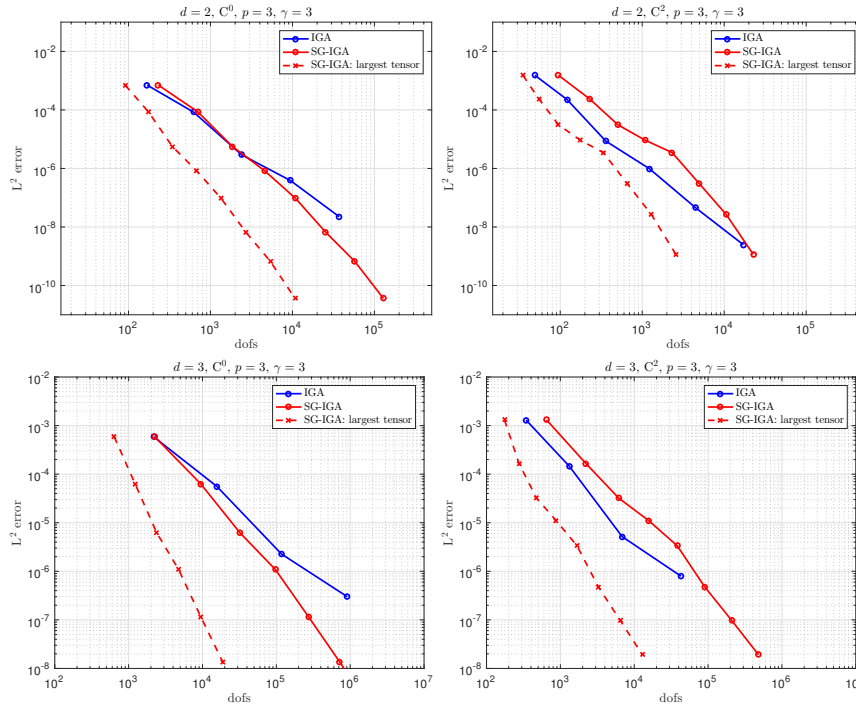 d = 2, C⁰, p = 3, γ = 3
IGA
SG-IGA
SG-IGA: largest tensor
L² error
10⁻²
10⁻⁴
10⁻⁶
10⁻⁸
10⁻¹⁰
10² 10³ 10⁴ 10⁵
dofs
d = 2, C², p = 3, γ = 3
IGA
SG-IGA
SG-IGA: largest tensor
L² error
10⁻²
10⁻⁴
10⁻⁶
10⁻⁸
10⁻¹⁰
10² 10³ 10⁴ 10⁵
dofs
d = 3, C⁰, p = 3, γ = 3
IGA
SG-IGA
SG-IGA: largest tensor
L² error
10⁻²
10⁻³
10⁻⁴
10⁻⁵
10⁻⁶
10⁻⁷
10⁻⁸
10² 10³ 10⁴ 10⁵ 10⁶ 10⁷
dofs
d = 3, C², p = 3, γ = 3
IGA
SG-IGA
SG-IGA: largest tensor
L² error
10⁻²
10⁻³
10⁻⁴
10⁻⁵
10⁻⁶
10⁻⁷
10⁻⁸
10² 10³ 10⁴ 10⁵ 10⁶ 10
dofs